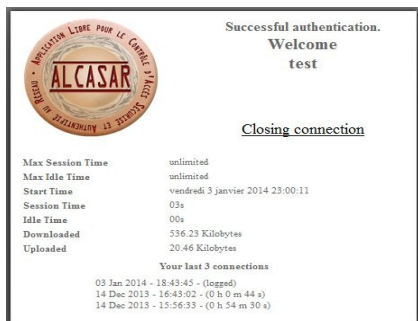 APPLICATION LIBRE POUR LE CONTRÔLE D'ACCÈS SÉCURISÉ ET AUTHENTIFIÉ AU RÉSEAU
ALCASAR
Successful authentication.
Welcome
test
Closing connection
Max Session Time unlimited
Max Idle Time unlimited
Start Time vendredi 3 janvier 2014 23:00:11
Session Time 03s
Idle Time 00s
Downloaded 536.23 Kilobytes
Uploaded 20.46 Kilobytes
Your last 3 connections
03 Jan 2014 - 18:43:45 - (logged)
14 Dec 2013 - 16:43:02 - (0 h 0 m 44 s)
14 Dec 2013 - 15:56:33 - (0 h 54 m 30 s)